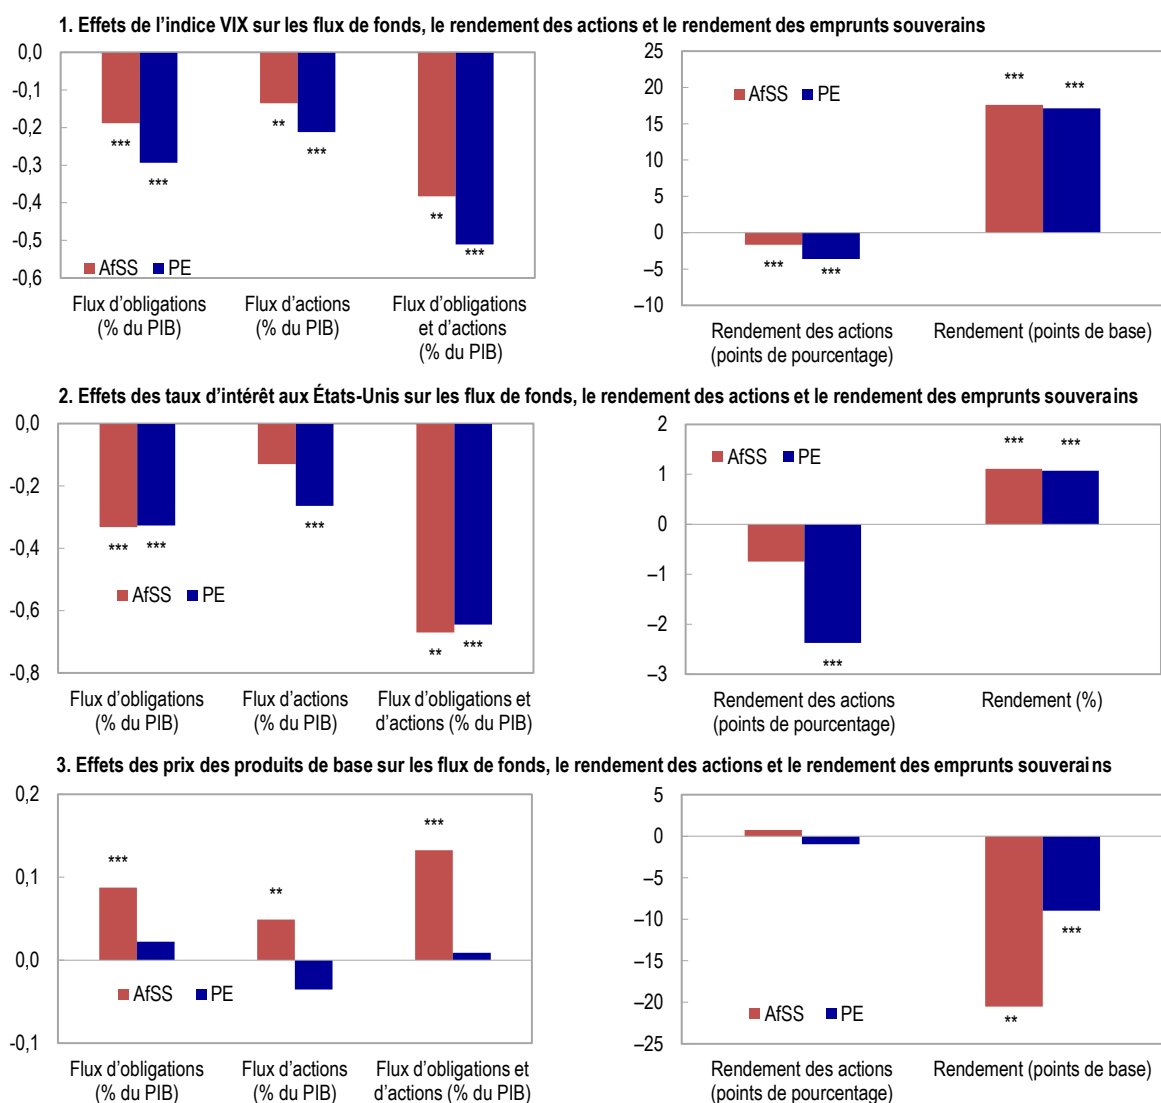 1. Effets de l’indice VIX sur les flux de fonds, le rendement des actions et le rendement des emprunts souverains
0,0
-0,1
-0,2
-0,3
-0,4
-0,5
-0,6
***
***
**
***
**
***
AfSS PE
Flux d’obligations
(% du PIB)
Flux d’actions
(% du PIB)
Flux d’obligations
et d’actions
(% du PIB)
25
20
15
10
5
0
–5
–10
AfSS PE
***
***
***
***
Rendement des actions
(points de pourcentage)
Rendement (points de base)
2. Effets des taux d’intérêt aux États-Unis sur les flux de fonds, le rendement des actions et le rendement des emprunts souverains
0,0
-0,2
-0,4
-0,6
-0,8
***
***
***
**
***
AfSS PE
Flux d’obligations
(% du PIB)
Flux d’actions
(% du PIB)
Flux d’obligations et
d’actions (% du PIB)
2
1
0
–1
–2
–3
AfSS PE
***
***
***
Rendement des actions
(points de pourcentage)
Rendement (%)
3. Effets des prix des produits de base sur les flux de fonds, le rendement des actions et le rendement des emprunts souverains
0,2
0,1
0,0
-0,1
***
**
***
AfSS PE
Flux d’obligations
(% du PIB)
Flux d’actions
(% du PIB)
Flux d’obligations et
d’actions (% du PIB)
5
0
–5
–10
–15
–20
–25
***
**
AfSS PE
Rendement des actions
(points de pourcentage)
Rendement (points de base)